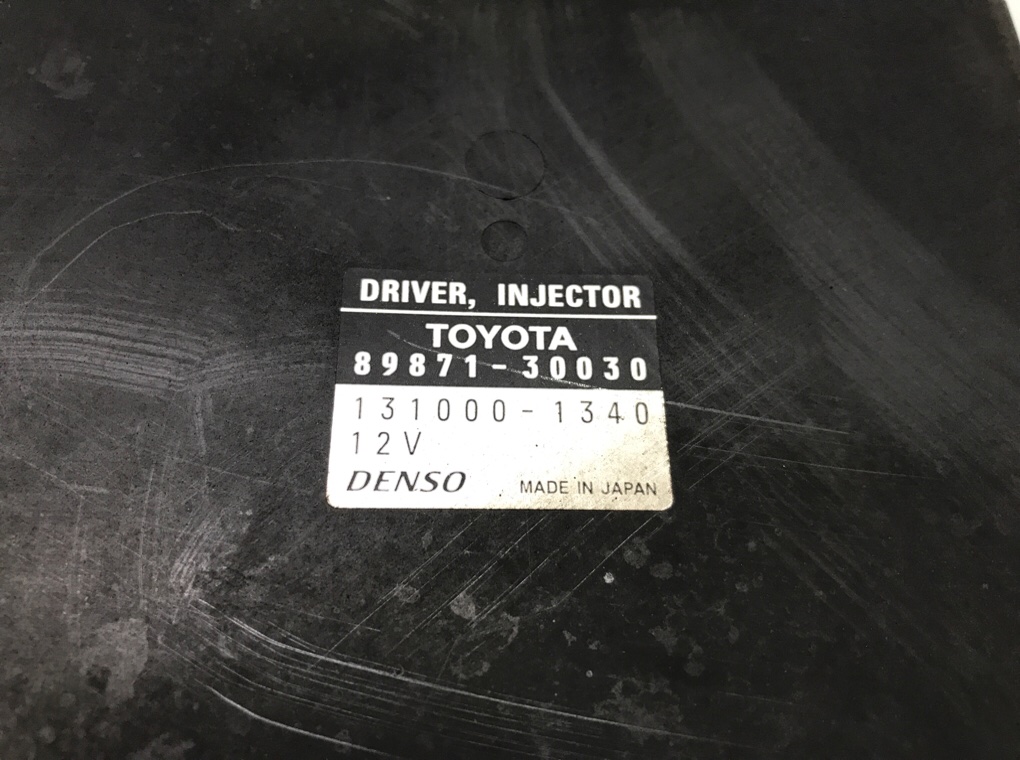 DRIVER, INJECTOR
TOYOTA
89871-30030
131000-1340
12V
DENSO MADE IN JAPAN